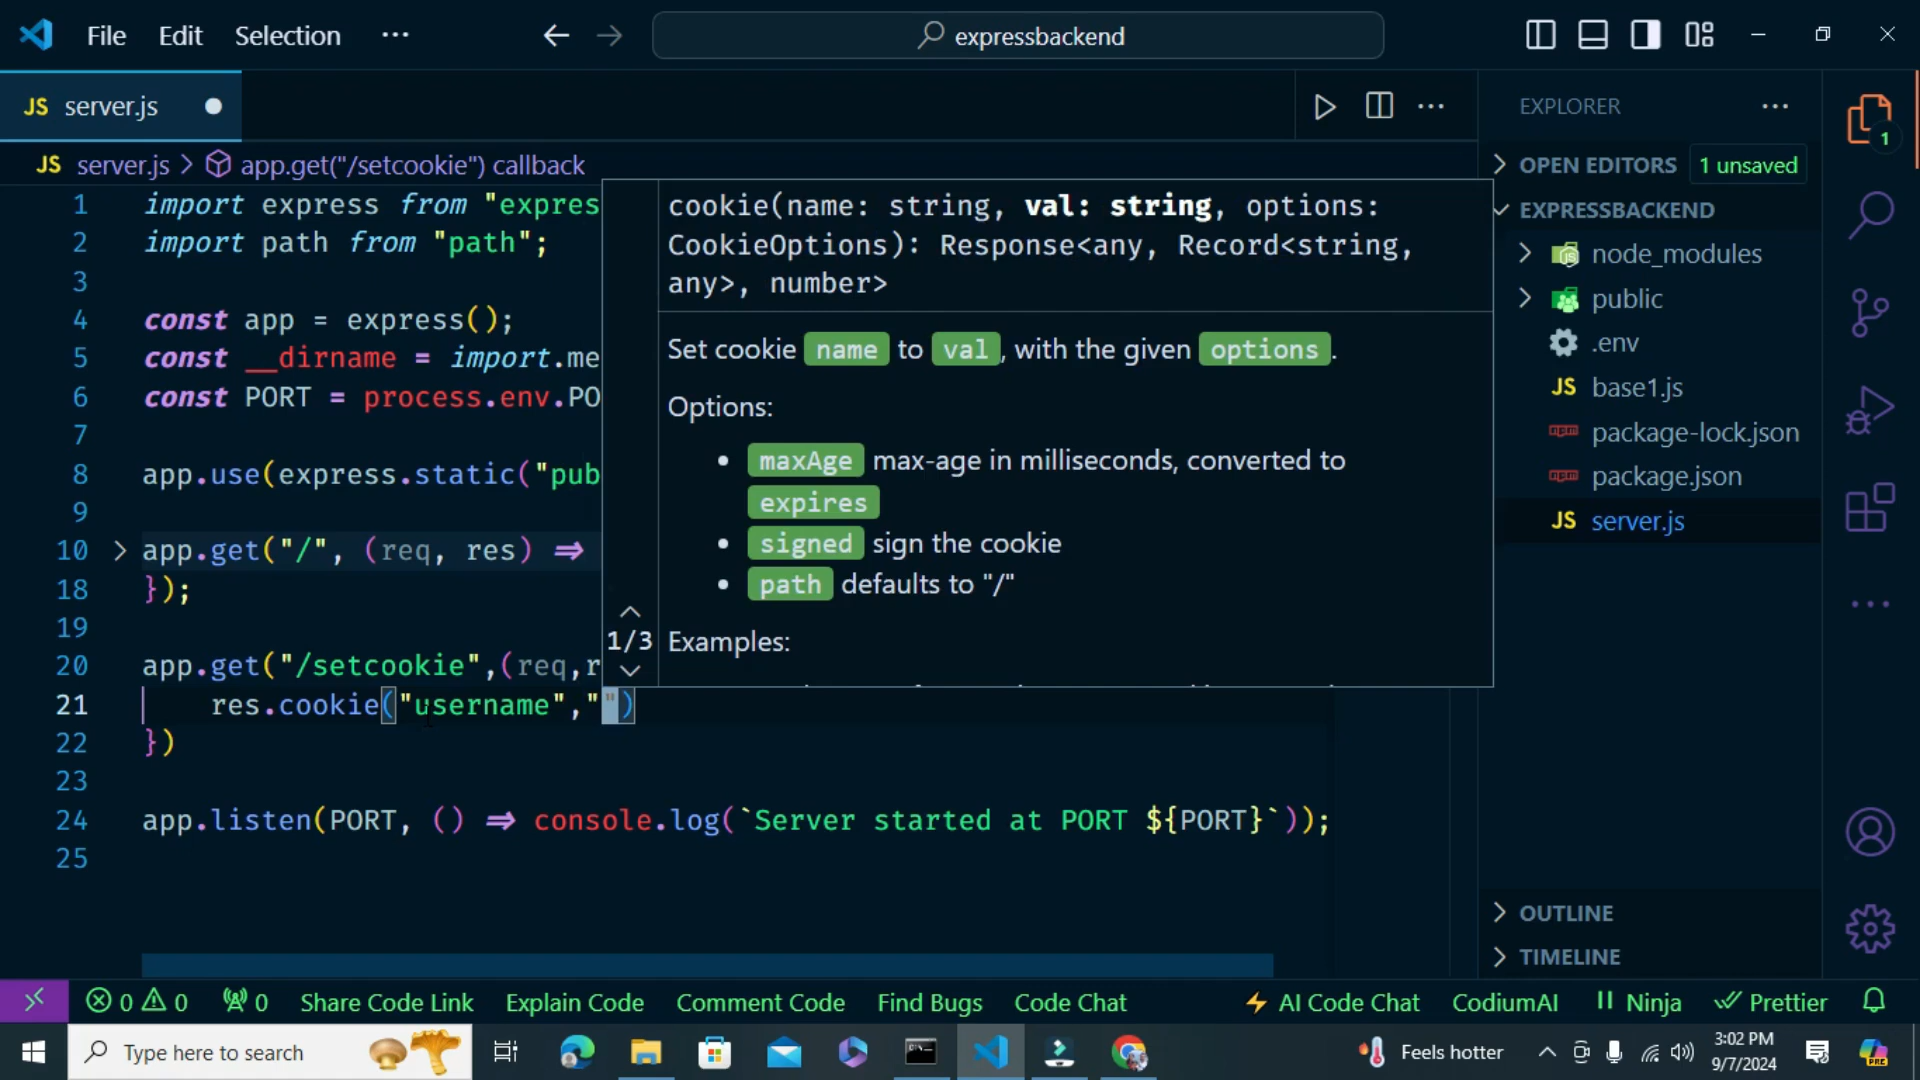 File Edit Selection ···
expressbackend
JS server.js
JS server.js > app.get("/setcookie") callback
1 import express from "expres
2 import path from "path";
3
4 const app = express();
5 const __dirname = import.me
6 const PORT = process.env.PO
7
8 app.use(express.static("pub
9
10 app.get("/", (req, res) ⇒
18 });
19
20 app.get("/setcookie",(req,r
21 res.cookie("username","")
22 })
23
24 app.listen(PORT, () ⇒ console.log(`Server started at PORT ${PORT}`));
25
cookie(name: string, val: string, options:
CookieOptions): Response<any, Record<string,
any>, number>
Set cookie name to val, with the given options.
Options:
• maxAge max-age in milliseconds, converted to
expires
• signed sign the cookie
• path defaults to "/"
1/3
Examples:
EXPLORER ···
OPEN EDITORS 1 unsaved
EXPRESSBACKEND
node_modules
public
.env
JS base1.js
npm package-lock.json
npm package.json
JS server.js
OUTLINE
TIMELINE
1
0 0 0 Share Code Link Explain Code Comment Code Find Bugs Code Chat AI Code Chat CodiumAI Ninja Prettier
Type here to search
Feels hotter
3:02 PM
9/7/2024
PRE